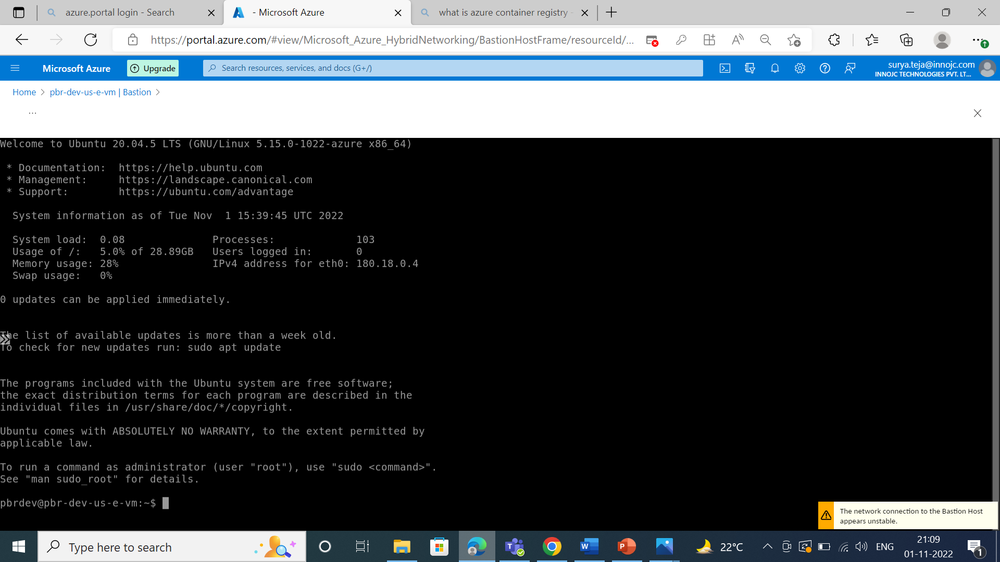 azure.portal login - Search
- Microsoft Azure
what is azure container registry -
https://portal.azure.com/#view/Microsoft_Azure_HybridNetworking/BastionHostFrame/resourceId/...
Microsoft Azure
Upgrade
Search resources, services, and docs (G+/)
surya.teja@innojc.com
INNOJC TECHNOLOGIES PVT. LT...
Home > pbr-dev-us-e-vm | Bastion >
...
Welcome to Ubuntu 20.04.5 LTS (GNU/Linux 5.15.0-1022-azure x86_64)
* Documentation: https://help.ubuntu.com
* Management: https://landscape.canonical.com
* Support: https://ubuntu.com/advantage
System information as of Tue Nov 1 15:39:45 UTC 2022
System load: 0.08 Processes: 103
Usage of /: 5.0% of 28.89GB Users logged in: 0
Memory usage: 28% IPv4 address for eth0: 180.18.0.4
Swap usage: 0%
0 updates can be applied immediately.
The list of available updates is more than a week old.
To check for new updates run: sudo apt update
The programs included with the Ubuntu system are free software;
the exact distribution terms for each program are described in the
individual files in /usr/share/doc/*/copyright.
Ubuntu comes with ABSOLUTELY NO WARRANTY, to the extent permitted by
applicable law.
To run a command as administrator (user "root"), use "sudo <command>".
See "man sudo_root" for details.
pbrdev@pbr-dev-us-e-vm:~$
The network connection to the Bastion Host
appears unstable.
Type here to search
22°C
ENG
21:09
01-11-2022
1